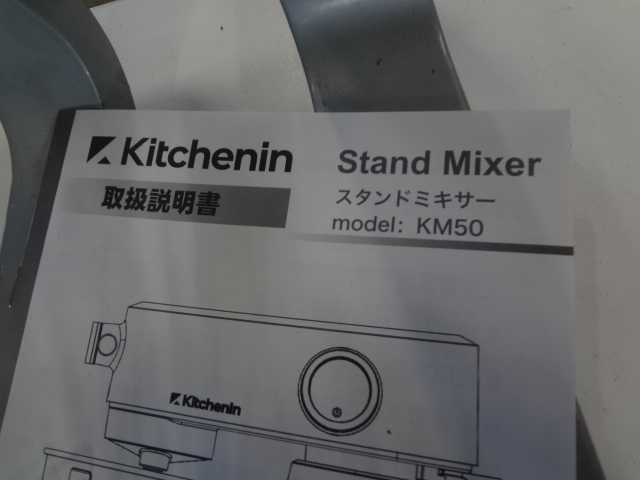 Kitchenin
取扱説明書
Stand Mixer
スタンドミキサー
model: KM50
Kitchenin